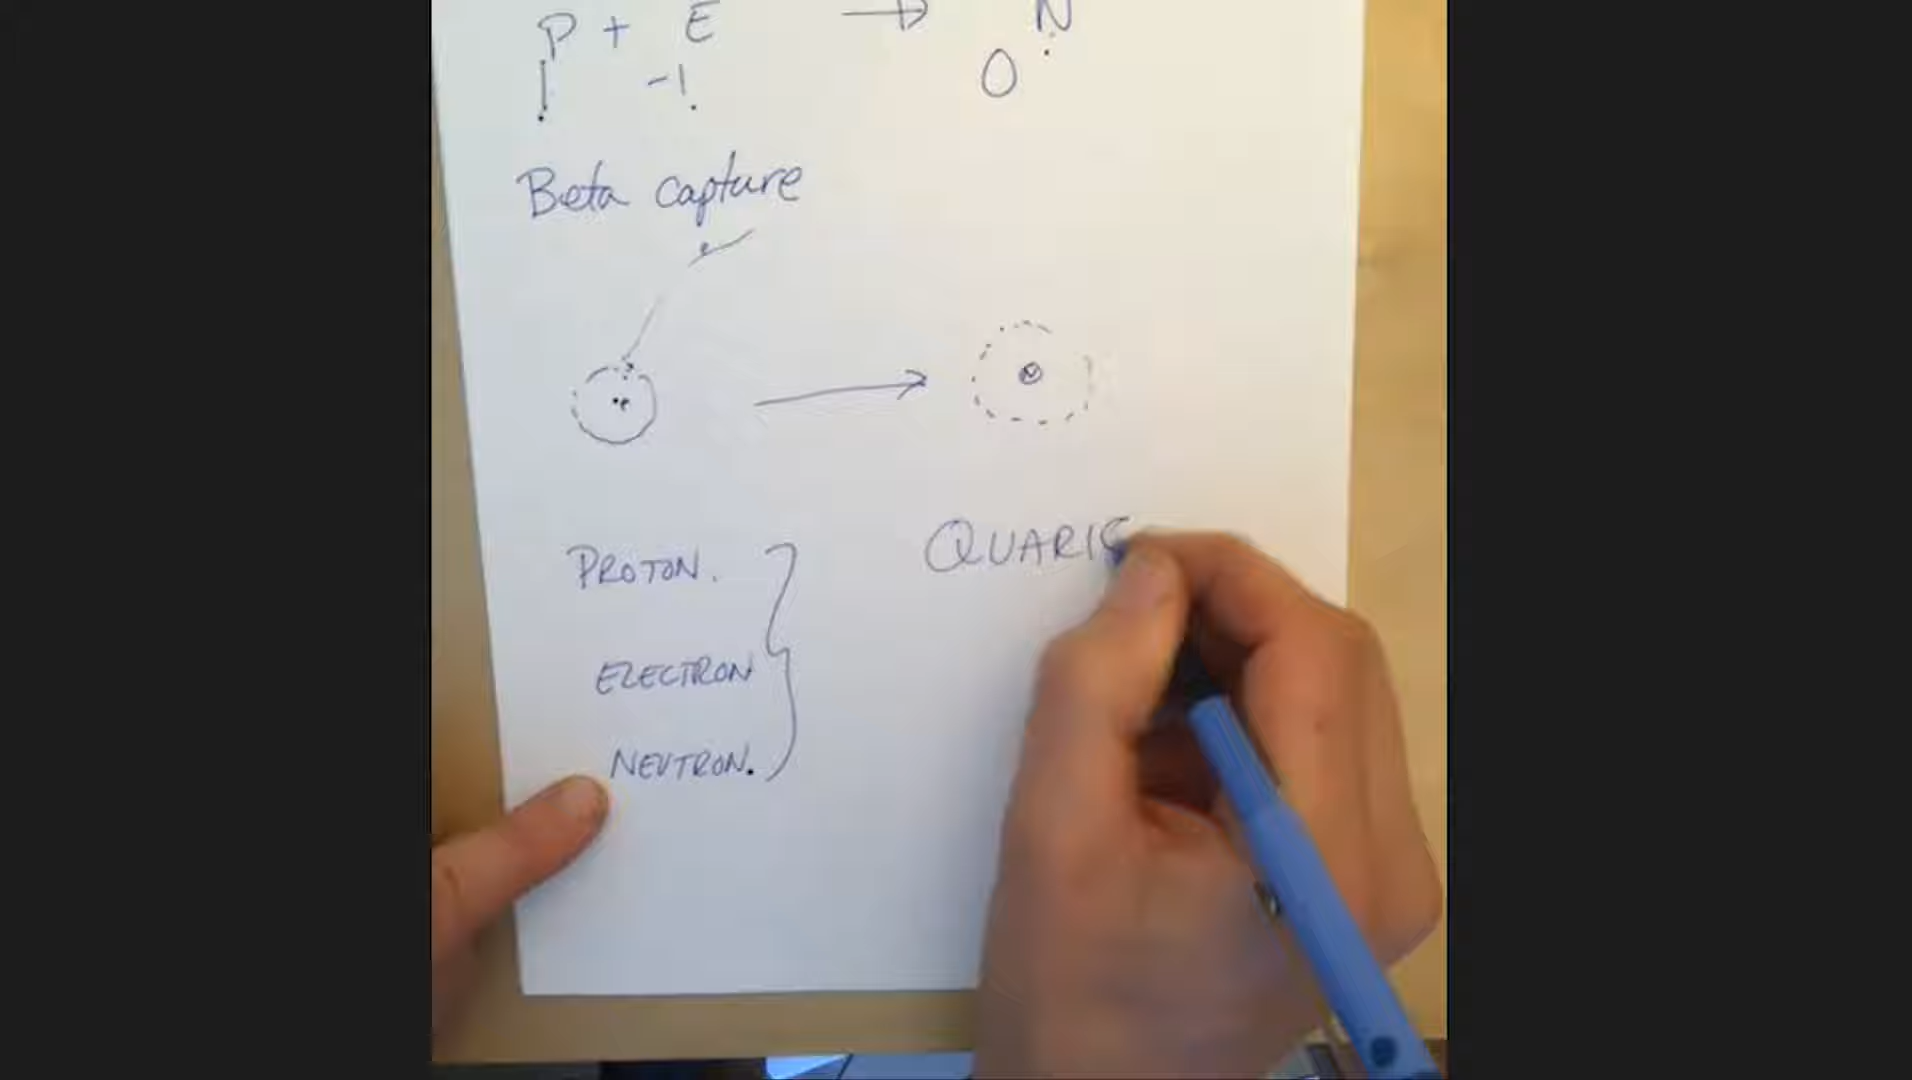 P + E → N
1 -1 0
Beta capture
P → N
PROTON.
ELECTRON
NEUTRON.
QUARKS